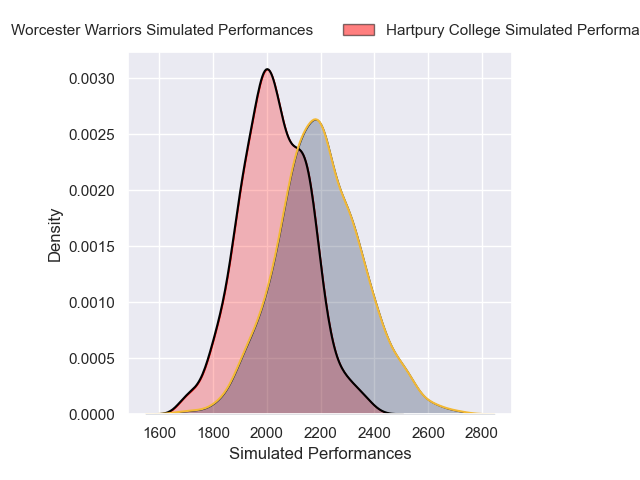 Worcester Warriors Simulated Performances
Hartpury College Simulated Performa
0.0030
0.0025
0.0020
0.0015
0.0010
0.0005
0.0000
Density
1600 1800 2000 2200 2400 2600 2800
Simulated Performances